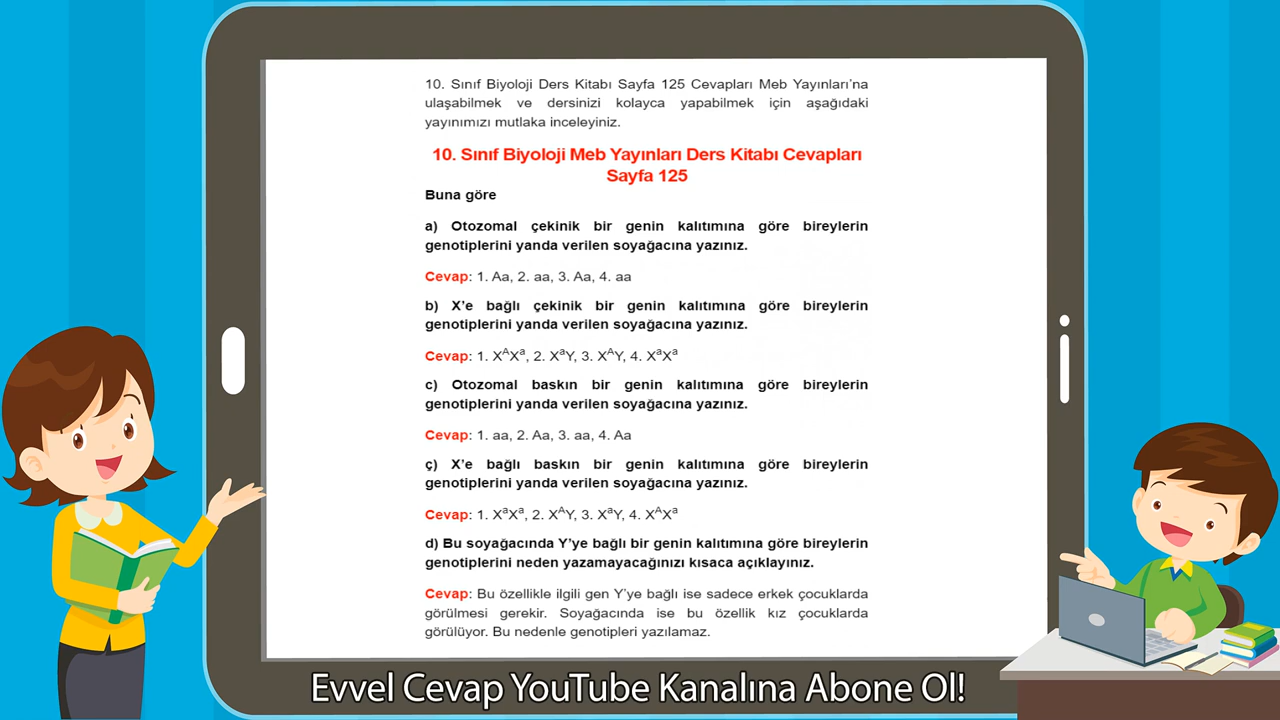 10. Sınıf Biyoloji Ders Kitabı Sayfa 125 Cevapları Meb Yayınları'na
ulaşabilmek ve dersinizi kolayca yapabilmek için aşağıdaki
yayınımızı mutlaka inceleyiniz.
10. Sınıf Biyoloji Meb Yayınları Ders Kitabı Cevapları
Sayfa 125
Buna göre
a) Otozomal çekinik bir genin kalıtımına göre bireylerin
genotiplerini yanda verilen soyağacına yazınız.
Cevap: 1. Aa, 2. aa, 3. Aa, 4. aa
b) X'e bağlı çekinik bir genin kalıtımına göre bireylerin
genotiplerini yanda verilen soyağacına yazınız.
Cevap: 1. XᴬXᵃ, 2. XᵃY, 3. XᴬY, 4. XᵃXᵃ
c) Otozomal baskın bir genin kalıtımına göre bireylerin
genotiplerini yanda verilen soyağacına yazınız.
Cevap: 1. aa, 2. Aa, 3. aa, 4. Aa
ç) X'e bağlı baskın bir genin kalıtımına göre bireylerin
genotiplerini yanda verilen soyağacına yazınız.
Cevap: 1. XᵃXᵃ, 2. XᴬY, 3. XᵃY, 4. XᴬXᵃ
d) Bu soyağacında Y'ye bağlı bir genin kalıtımına göre bireylerin
genotiplerini neden yazamayacağınızı kısaca açıklayınız.
Cevap: Bu özellikle ilgili gen Y'ye bağlı ise sadece erkek çocuklarda
görülmesi gerekir. Soyağacında ise bu özellik kız çocuklarda
görülüyor. Bu nedenle genotipleri yazılamaz.
Evvel Cevap YouTube Kanalına Abone Ol!